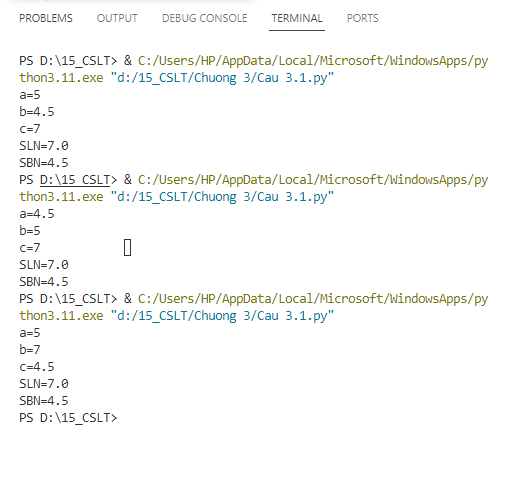 PROBLEMS OUTPUT DEBUG CONSOLE TERMINAL PORTS
PS D:\15_CSLT> & C:/Users/HP/AppData/Local/Microsoft/WindowsApps/py
thon3.11.exe "d:/15_CSLT/Chuong 3/Cau 3.1.py"
a=5
b=4.5
c=7
SLN=7.0
SBN=4.5
PS D:\15_CSLT> & C:/Users/HP/AppData/Local/Microsoft/WindowsApps/py
thon3.11.exe "d:/15_CSLT/Chuong 3/Cau 3.1.py"
a=4.5
b=5
c=7
SLN=7.0
SBN=4.5
PS D:\15_CSLT> & C:/Users/HP/AppData/Local/Microsoft/WindowsApps/py
thon3.11.exe "d:/15_CSLT/Chuong 3/Cau 3.1.py"
a=5
b=7
c=4.5
SLN=7.0
SBN=4.5
PS D:\15_CSLT>